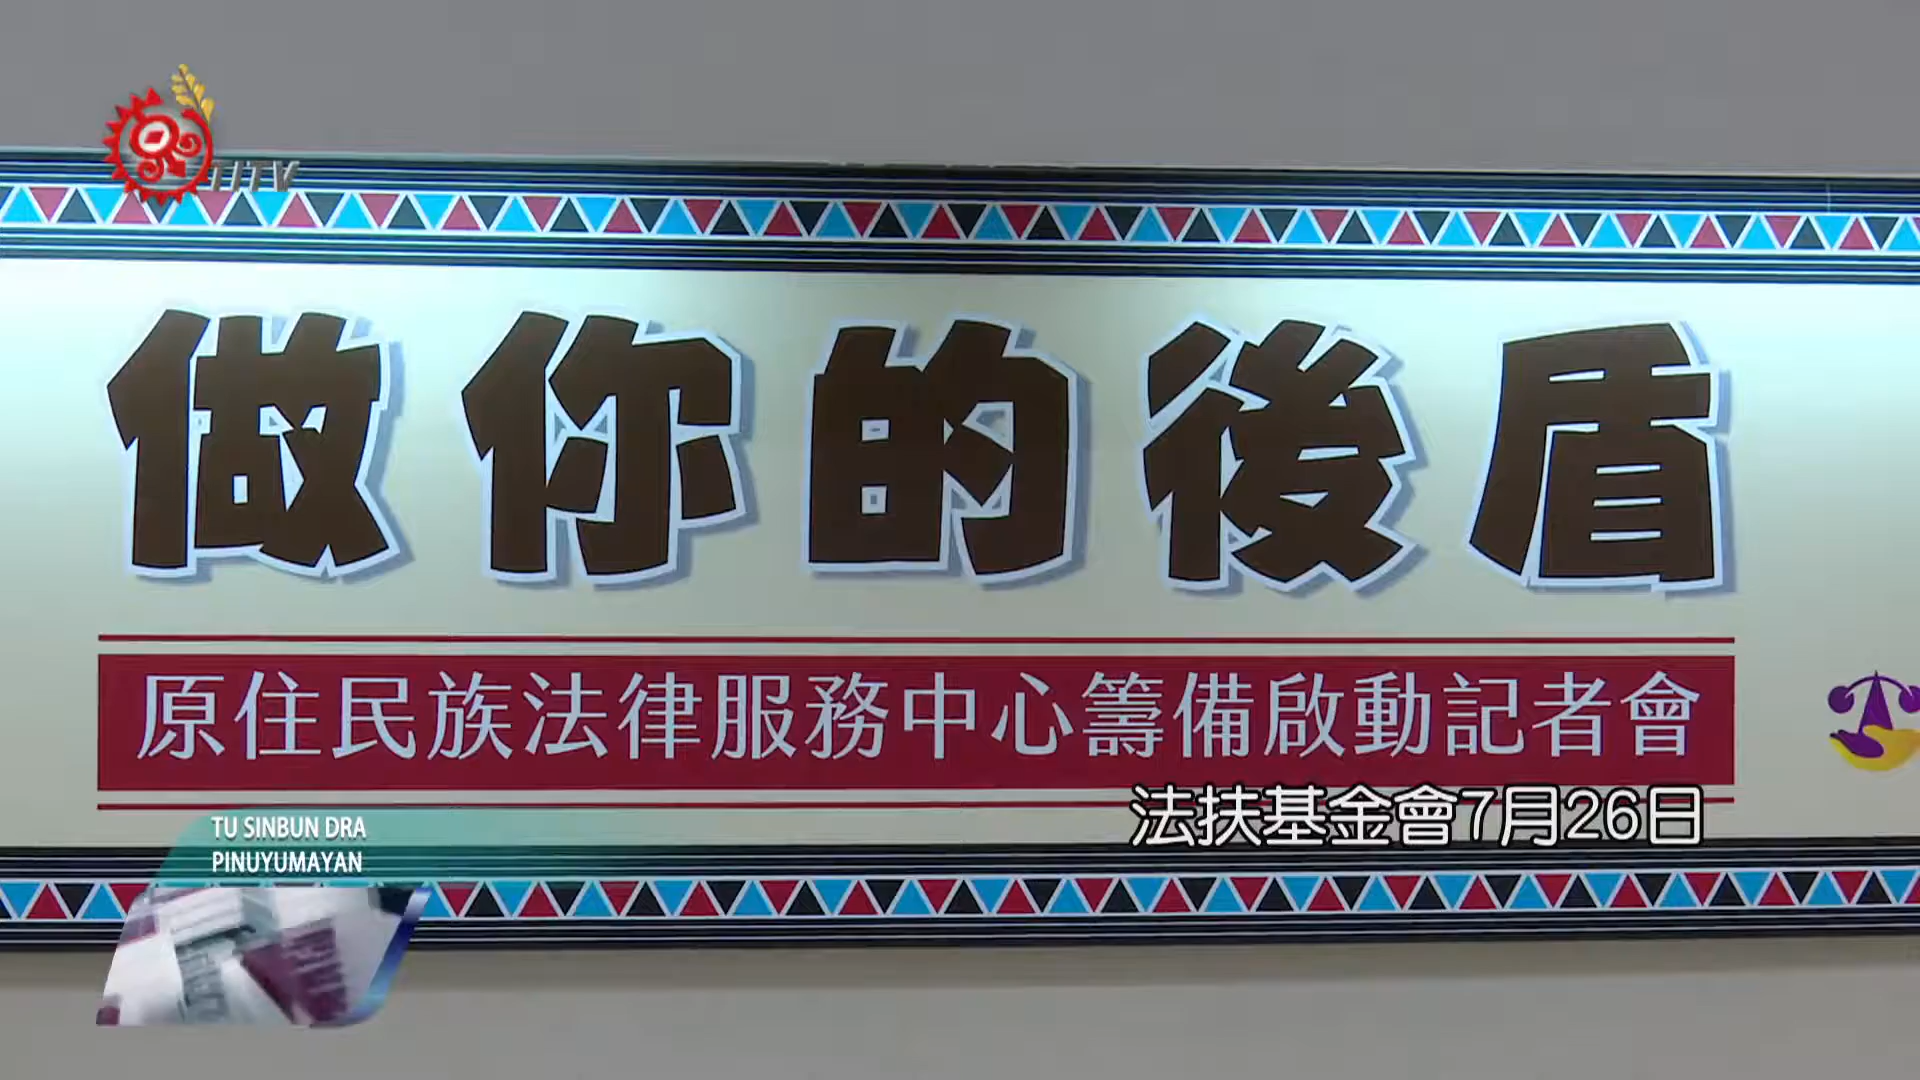 TITV
做你的後盾
原住民族法律服務中心籌備啟動記者會
法扶基金會7月26日
TU SINBUN DRA
PINUYUMAYAN